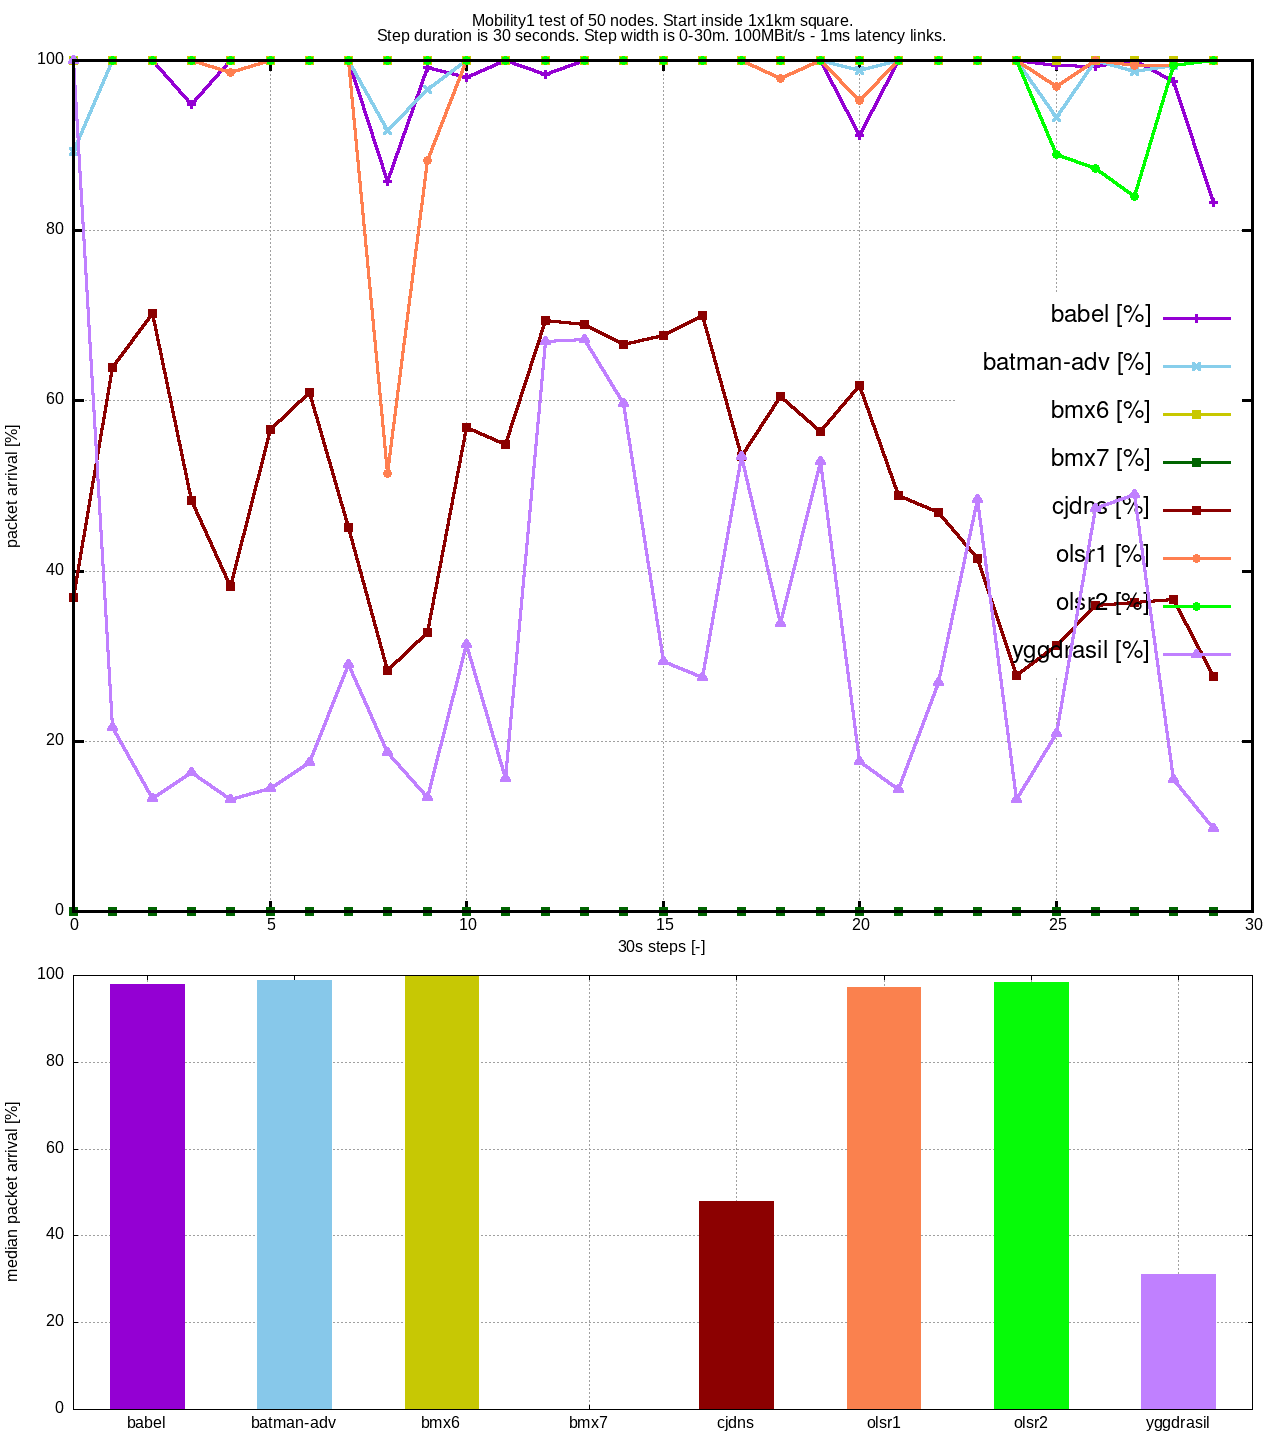 Mobility1 test of 50 nodes. Start inside 1x1km square.
Step duration is 30 seconds. Step width is 0-30m. 100MBit/s - 1ms latency links.
100
80
60
40
20
0
packet arrival [%]
babel [%]
batman-adv [%]
bmx6 [%]
bmx7 [%]
cjdns [%]
olsr1 [%]
olsr2 [%]
yggdrasil [%]
0 5 10 15 20 25 30
30s steps [-]
100
80
60
40
20
0
median packet arrival [%]
babel batman-adv bmx6 bmx7 cjdns olsr1 olsr2 yggdrasil